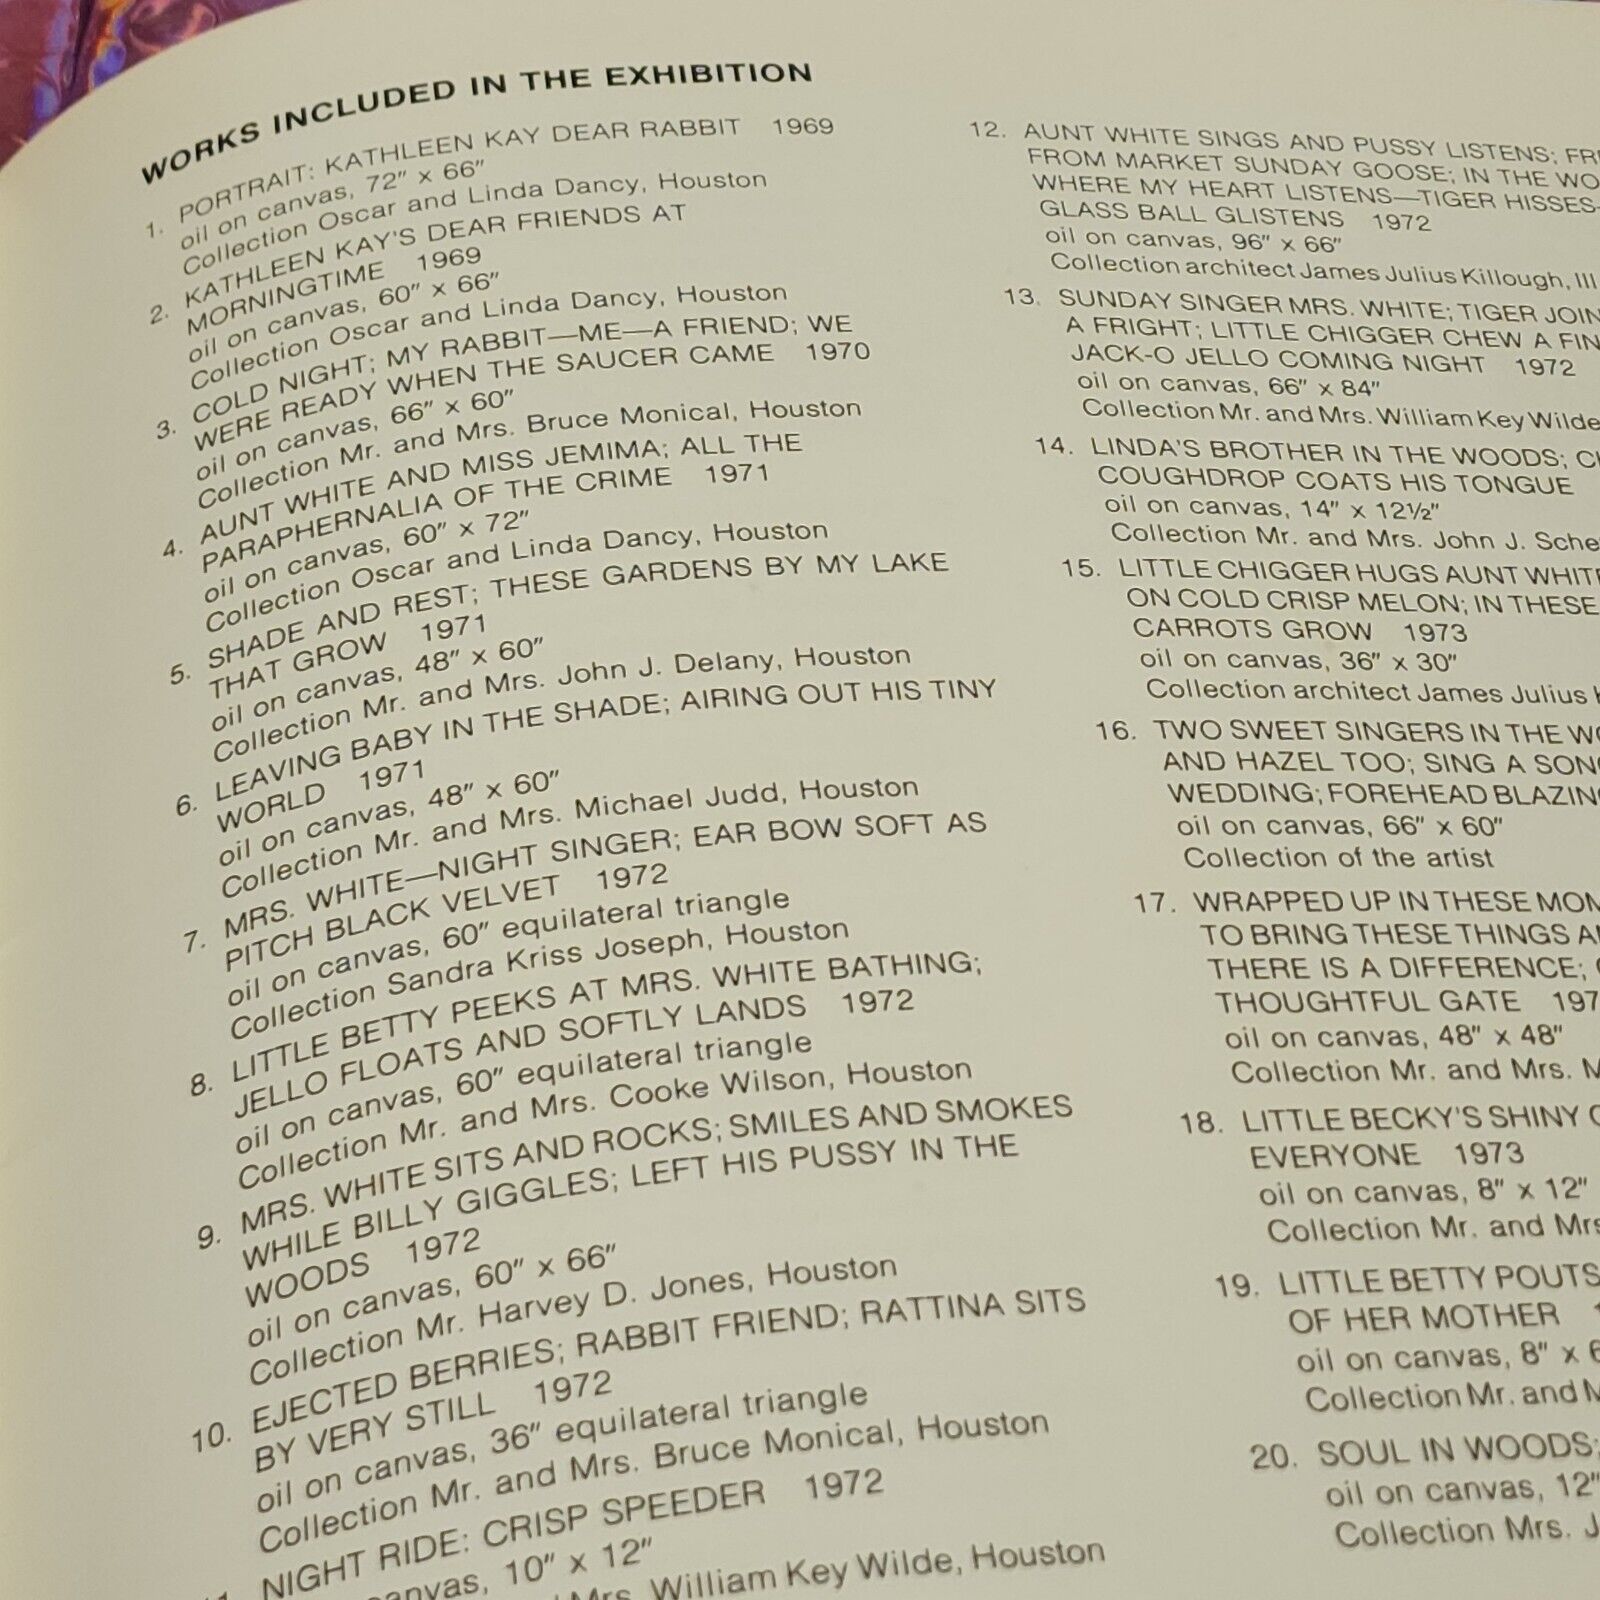 WORKS INCLUDED IN THE EXHIBITION
1. PORTRAIT: KATHLEEN KAY DEAR RABBIT 1969
oil on canvas, 72" x 66"
Collection Oscar and Linda Dancy, Houston
2. KATHLEEN KAY'S DEAR FRIENDS AT
MORNINGTIME 1969
oil on canvas, 60" x 66"
Collection Oscar and Linda Dancy, Houston
3. COLD NIGHT; MY RABBIT—ME—A FRIEND; WE
WERE READY WHEN THE SAUCER CAME 1970
oil on canvas, 66" x 60"
Collection Mr. and Mrs. Bruce Monical, Houston
4. AUNT WHITE AND MISS JEMIMA; ALL THE
PARAPHERNALIA OF THE CRIME 1971
oil on canvas, 60" x 72"
Collection Oscar and Linda Dancy, Houston
5. SHADE AND REST; THESE GARDENS BY MY LAKE
THAT GROW 1971
oil on canvas, 48" x 60"
Collection Mr. and Mrs. John J. Delany, Houston
6. LEAVING BABY IN THE SHADE; AIRING OUT HIS TINY
WORLD 1971
oil on canvas, 48" x 60"
Collection Mr. and Mrs. Michael Judd, Houston
7. MRS. WHITE—NIGHT SINGER; EAR BOW SOFT AS
PITCH BLACK VELVET 1972
oil on canvas, 60" equilateral triangle
Collection Sandra Kriss Joseph, Houston
8. LITTLE BETTY PEEKS AT MRS. WHITE BATHING;
JELLO FLOATS AND SOFTLY LANDS 1972
oil on canvas, 60" equilateral triangle
Collection Mr. and Mrs. Cooke Wilson, Houston
9. MRS. WHITE SITS AND ROCKS; SMILES AND SMOKES
WHILE BILLY GIGGLES; LEFT HIS PUSSY IN THE
WOODS 1972
oil on canvas, 60" x 66"
Collection Mr. Harvey D. Jones, Houston
10. EJECTED BERRIES; RABBIT FRIEND; RATTINA SITS
BY VERY STILL 1972
oil on canvas, 36" equilateral triangle
Collection Mr. and Mrs. Bruce Monical, Houston
NIGHT RIDE: CRISP SPEEDER 1972
canvas, 10" x 12"
Mrs. William Key Wilde, Houston
12. AUNT WHITE SINGS AND PUSSY LISTENS; FR
FROM MARKET SUNDAY GOOSE; IN THE WO
WHERE MY HEART LISTENS—TIGER HISSES—
GLASS BALL GLISTENS 1972
oil on canvas, 96" x 66"
Collection architect James Julius Killough, III
13. SUNDAY SINGER MRS. WHITE; TIGER JOIN
A FRIGHT; LITTLE CHIGGER CHEW A FIN
JACK-O JELLO COMING NIGHT 1972
oil on canvas, 66" x 84"
Collection Mr. and Mrs. William Key Wilde
14. LINDA'S BROTHER IN THE WOODS; C
COUGHDROP COATS HIS TONGUE
oil on canvas, 14" x 12½"
Collection Mr. and Mrs. John J. Sche
15. LITTLE CHIGGER HUGS AUNT WHITE
ON COLD CRISP MELON; IN THESE
CARROTS GROW 1973
oil on canvas, 36" x 30"
Collection architect James Julius K
16. TWO SWEET SINGERS IN THE WO
AND HAZEL TOO; SING A SON
WEDDING; FOREHEAD BLAZIN
oil on canvas, 66" x 60"
Collection of the artist
17. WRAPPED UP IN THESE MOM
TO BRING THESE THINGS A
THERE IS A DIFFERENCE;
THOUGHTFUL GATE 197
oil on canvas, 48" x 48"
Collection Mr. and Mrs. M
18. LITTLE BECKY'S SHINY
EVERYONE 1973
oil on canvas, 8" x 12"
Collection Mr. and Mrs
19. LITTLE BETTY POUTS
OF HER MOTHER 1
oil on canvas, 8" x 6
Collection Mr. and M
20. SOUL IN WOODS;
oil on canvas, 12"
Collection Mrs. J